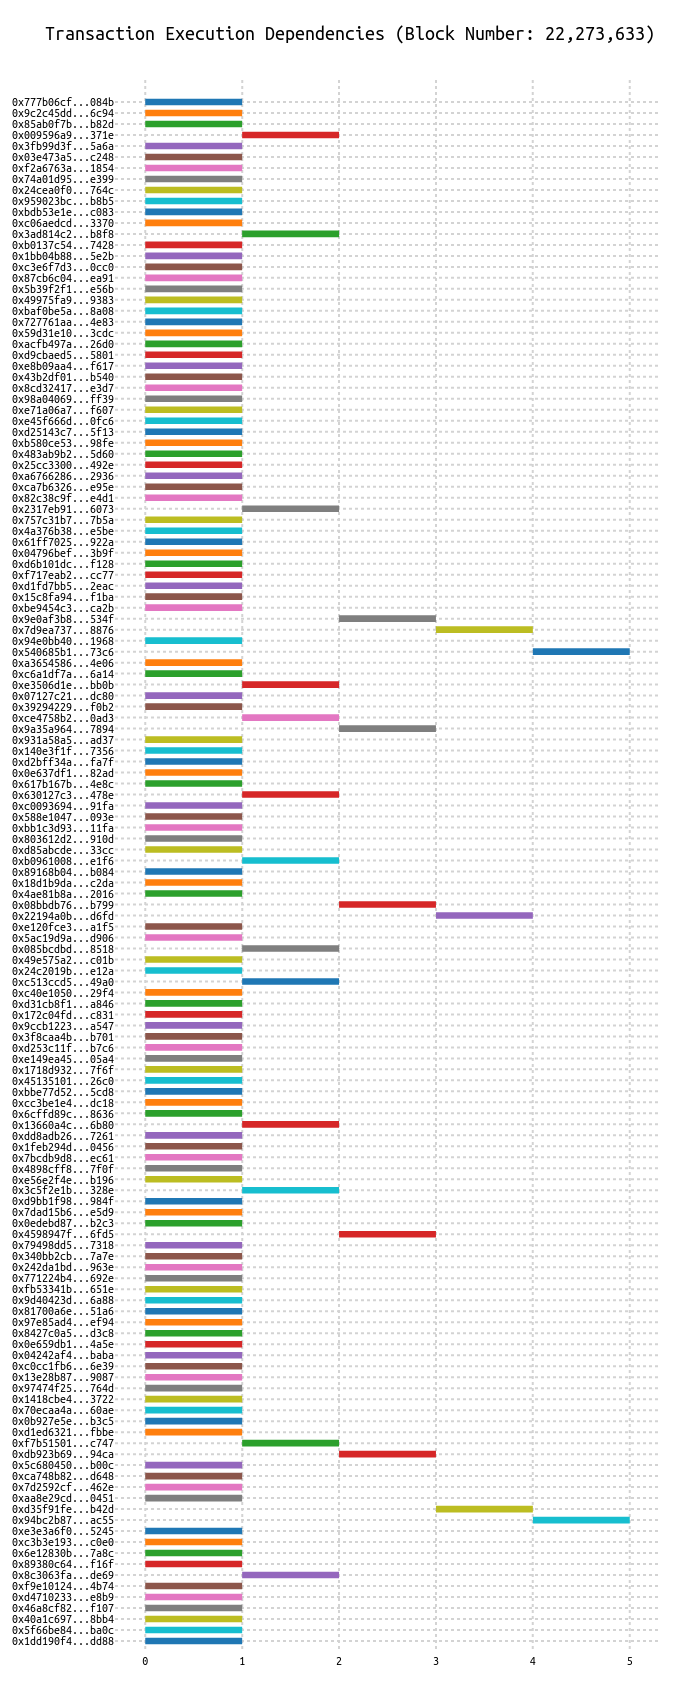 Transaction Execution Dependencies (Block Number: 22,273,633)
0x777b06cf...084b
0x9c2c45dd...6c94
0x85ab0f7b...b82d
0x009596a9...371e
0x3fb99d3f...5a6a
0x03e473a5...c248
0xf2a6763a...1854
0x74a01d95...e399
0x24cea0f0...764c
0x959023bc...b8b5
0xbdb53e1e...c083
0xc06aedcd...3370
0x3ad814c2...b8f8
0xb0137c54...7428
0x1bb04b88...5e2b
0xc3e6f7d3...0cc0
0x87cb6c04...ea91
0x5b39f2f1...e56b
0x49975fa9...9383
0xbaf0be5a...8a08
0x727761aa...4e83
0x59d31e10...3cdc
0xacfb497a...26d0
0xd9cbaed5...5801
0xe8b09aa4...f617
0x43b2df01...b540
0x8cd32417...e3d7
0x98a04069...ff39
0xe71a06a7...f607
0xe45f666d...0fc6
0xd25143c7...5f13
0xb580ce53...98fe
0x483ab9b2...5d60
0x25cc3300...492e
0xa6766286...2936
0xca7b6326...e95e
0x82c38c9f...e4d1
0x2317eb91...6073
0x757c31b7...7b5a
0x4a376b38...e5be
0x61ff7025...922a
0x04796bef...3b9f
0xd6b101dc...f128
0xf717eab2...cc77
0xd1fd7bb5...2eac
0x15c8fa94...f1ba
0xbe9454c3...ca2b
0x9e0af3b8...534f
0x7d9ea737...8876
0x94e0bb40...1968
0x540685b1...73c6
0xa3654586...4e06
0xc6a1df7a...6a14
0xe3506d1e...bb0b
0x07127c21...dc80
0x39294229...f0b2
0xce4758b2...0ad3
0x9a35a964...7894
0x931a58a5...ad37
0x140e3f1f...7356
0xd2bff34a...fa7f
0x0e637df1...82ad
0x617b167b...4e8c
0x630127c3...478e
0xc0093694...91fa
0x588e1047...093e
0xbb1c3d93...11fa
0x803612d2...910d
0xd85abcde...33cc
0xb0961008...e1f6
0x89168b04...b084
0x18d1b9da...c2da
0x4ae81b8a...2016
0x08bbdb76...b799
0x22194a0b...d6fd
0xe120fce3...a1f5
0x5ac19d9a...d906
0x085bcdbd...8518
0x49e575a2...c01b
0x24c2019b...e12a
0xc513ccd5...49a0
0xc40e1050...29f4
0xd31cb8f1...a846
0x172c04fd...c831
0x9ccb1223...a547
0x3f8caa4b...b701
0xd253c11f...b7c6
0xe149ea45...05a4
0x1718d932...7f6f
0x45135101...26c0
0xbbe77d52...5cd8
0xcc3be1e4...dc18
0x6cffd89c...8636
0x13660a4c...6b80
0xdd8adb26...7261
0x1feb294d...0456
0x7bcdb9d8...ec61
0x4898cff8...7f0f
0xe56e2f4e...b196
0x3c5f2e1b...328e
0xd9bb1f98...984f
0x7dad15b6...e5d9
0x0edebd87...b2c3
0x4598947f...6fd5
0x79498dd5...7318
0x340bb2cb...7a7e
0x242da1bd...963e
0x771224b4...692e
0xfb53341b...651e
0x9d40423d...6a88
0x81700a6e...51a6
0x97e85ad4...ef94
0x8427c0a5...d3c8
0x0e659db1...4a5e
0x04242af4...baba
0xc0cc1fb6...6e39
0x13e28b87...9087
0x97474f25...764d
0x1418cbe4...3722
0x70ecaa4a...60ae
0x0b927e5e...b3c5
0xd1ed6321...fbbe
0xf7b51501...c747
0xdb923b69...94ca
0x5c680450...b00c
0xca748b82...d648
0x7d2592cf...462e
0xaa8e29cd...0451
0xd35f91fe...b42d
0x94bc2b87...ac55
0xe3e3a6f0...5245
0xc3b3e193...c0e0
0x6e12830b...7a8c
0x89380c64...f16f
0x8c3063fa...de69
0xf9e10124...4b74
0xd4710233...e8b9
0x46a8cf82...f107
0x40a1c697...8bb4
0x5f66be84...ba0c
0x1dd190f4...dd88
0 1 2 3 4 5